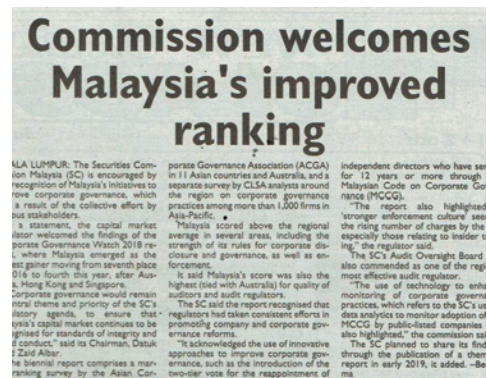 Commission welcomes
Malaysia's improved
ranking
ALA LUMPUR: The Securities Com-
ion Malaysia (SC) is encouraged by
recognition of Malaysia's initiatives to
rove corporate governance, which
a result of the collective effort by
ous stakeholders.
a statement, the capital market
lator welcomed the findings of the
porate Governance Watch 2018 re-
, where Malaysia emerged as the
est gainer moving from seventh place
016 to fourth this year, after Aus-
a, Hong Kong and Singapore.
Corporate governance would remain
ntral theme and priority of the SC's
latory agenda, to ensure that
ysia's capital market continues to be
gnised for standards of integrity and
d conduct," said its Chairman, Datuk
Zaid Albar.
he biennial report comprises a mar-
ranking survey by the Asian Cor-
porate Governance Association (ACGA)
in 11 Asian countries and Australia, and a
separate survey by CLSA analysts around
the region on corporate governance
practices among more than 1,000 firms in
Asia-Pacific.
Malaysia scored above the regional
average in several areas, including the
strength of its rules for corporate dis-
closure and governance, as well as en-
forcement.
It said Malaysia's score was also the
highest (tied with Australia) for quality of
auditors and audit regulators.
The SC said the report recognised that
regulators had taken consistent efforts in
promoting company and corporate gov-
ernance reforms.
"It acknowledged the use of innovative
approaches to improve corporate gov-
ernance, such as the introduction of the
two-tier vote for the reappointment of
independent directors who have ser
for 12 years or more through
Malaysian Code on Corporate Go
nance (MCCG).
"The report also highlighted
'stronger enforcement culture' see
the rising number of charges by the
especially those relating to insider t
ing," the regulator said.
The SC's Audit Oversight Board
also commended as one of the regi
most effective audit regulator.
"The use of technology to enha
monitoring of corporate govern
practices, which refers to the SC's us
data analytics to monitor adoption of
MCCG by public-listed companies
also highlighted," the commission sai
The SC planned to share its find
through the publication of a them
report in early 2019, it added. –Be
ma